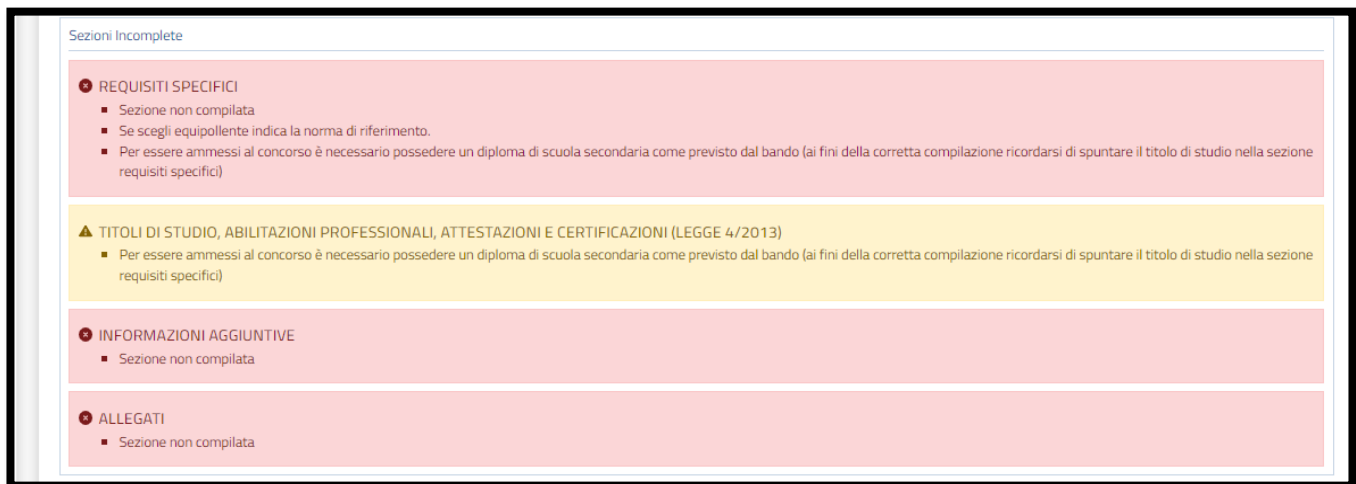 Sezioni Incomplete
REQUISITI SPECIFICI
Sezione non compilata
Se scegli equipollente indica la norma di riferimento.
Per essere ammessi al concorso è necessario possedere un diploma di scuola secondaria come previsto dal bando (ai fini della corretta compilazione ricordarsi di spuntare il titolo di studio nella sezione
requisiti specifici)
TITOLI DI STUDIO, ABILITAZIONI PROFESSIONALI, ATTESTAZIONI E CERTIFICAZIONI (LEGGE 4/2013)
Per essere ammessi al concorso è necessario possedere un diploma di scuola secondaria come previsto dal bando (ai fini della corretta compilazione ricordarsi di spuntare il titolo di studio nella sezione
requisiti specifici)
INFORMAZIONI AGGIUNTIVE
Sezione non compilata
ALLEGATI
Sezione non compilata